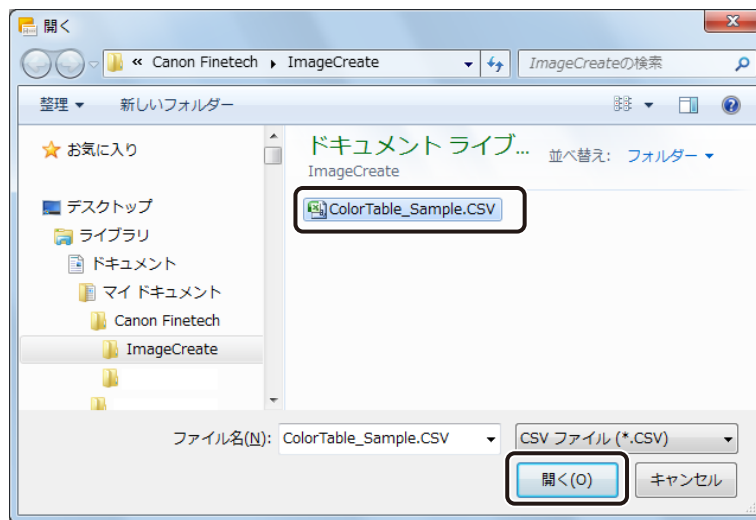 開く
« Canon Finetech ▸ ImageCreate
ImageCreateの検索
整理 ▼ 新しいフォルダー
お気に入り
デスクトップ
ライブラリ
ドキュメント
マイ ドキュメント
Canon Finetech
ImageCreate
ドキュメント ライブ...
ImageCreate
並べ替え: フォルダー ▼
ColorTable_Sample.CSV
ファイル名(N): ColorTable_Sample.CSV
CSV ファイル (*.CSV)
開く(O)
キャンセル